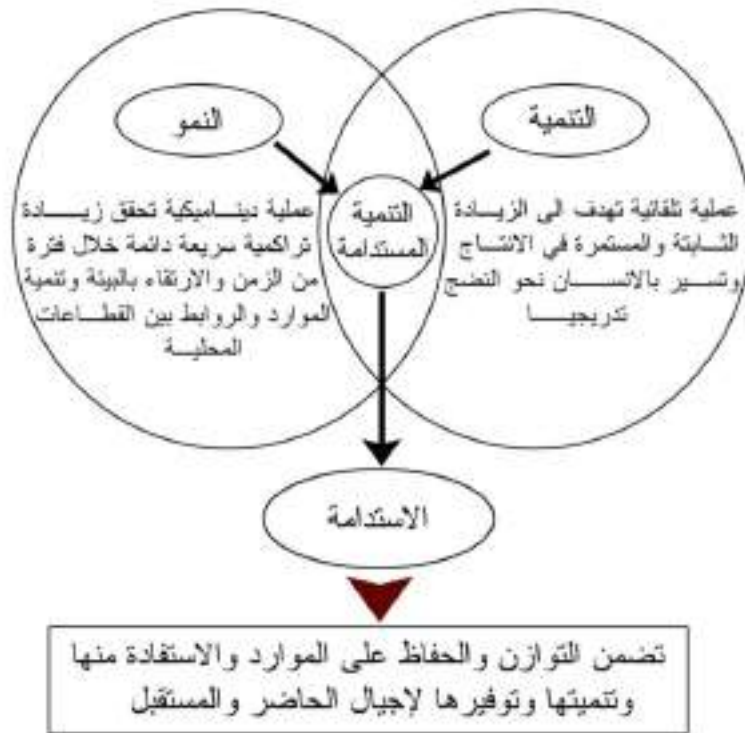 التنمية
النمو
التنمية
المستدامة
عملية تلقائية تهدف الى الزيادة
الثابتة والمستمرة في الانتاج
وتسير بالانسان نحو النضج
تدريجيا
عملية ديناميكية تحقق زيادة
تراكمية سريعة دائمة خلال فترة
من الزمن والارتقاء بالبيئة وتنمية
الموارد والروابط بين القطاعات
المحلية
الاستدامة
تضمن التوازن والحفاظ على الموارد والاستفادة منها
وتنميتها وتوفيرها لإجيال الحاضر والمستقبل